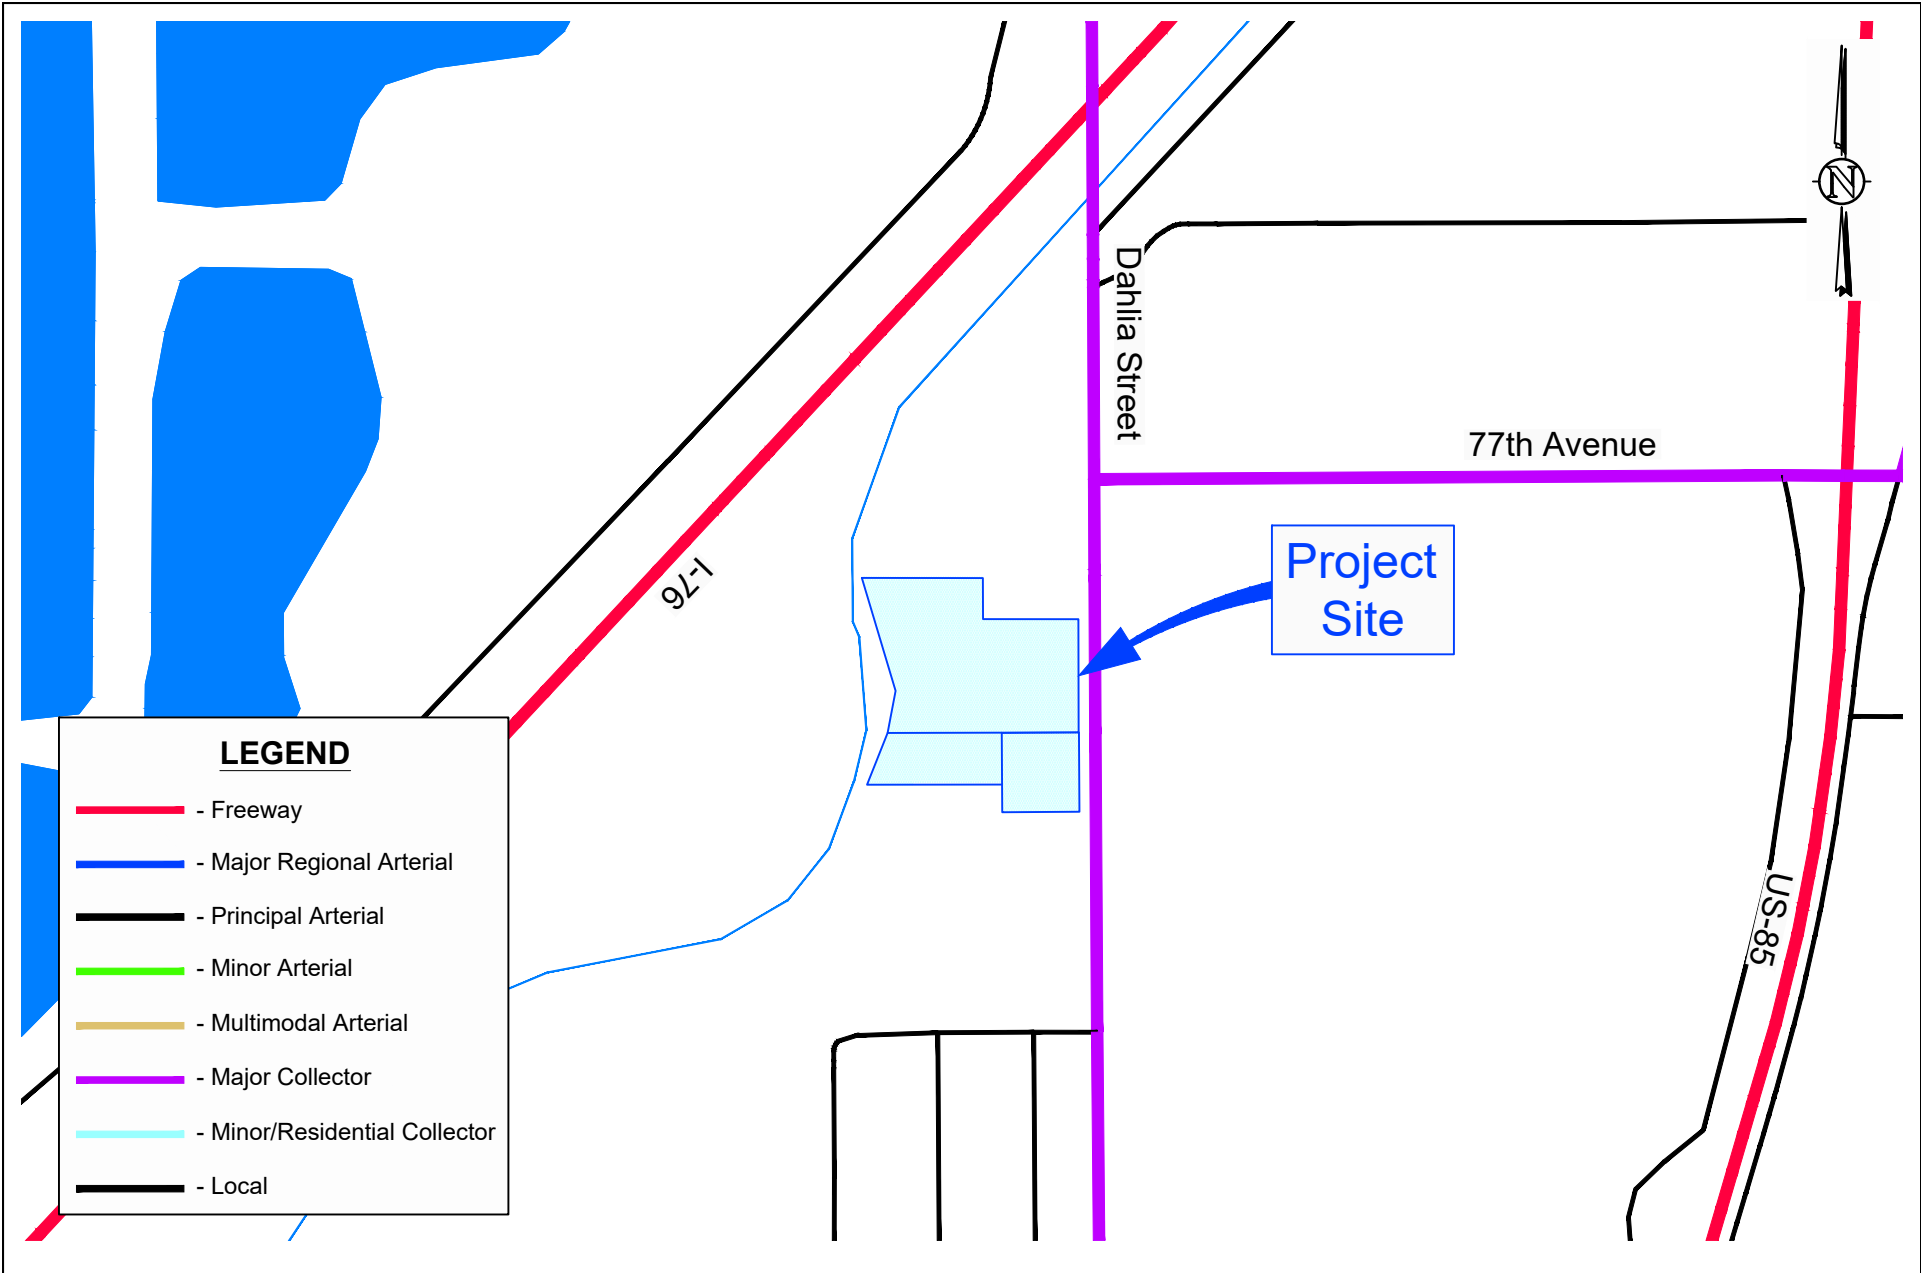 N
Dahlia Street
77th Avenue
Project
Site
I-76
US-85
LEGEND
- Freeway
- Major Regional Arterial
- Principal Arterial
- Minor Arterial
- Multimodal Arterial
- Major Collector
- Minor/Residential Collector
- Local